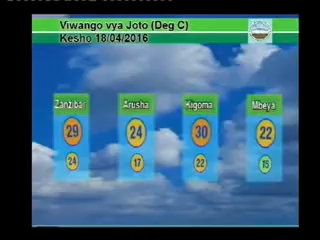 Viwango vya Joto (Deg C)
Kesho 18/04/2016
Zanzibar Arusha Kigoma Mbeya
29 24 30 22
24 17 22 15